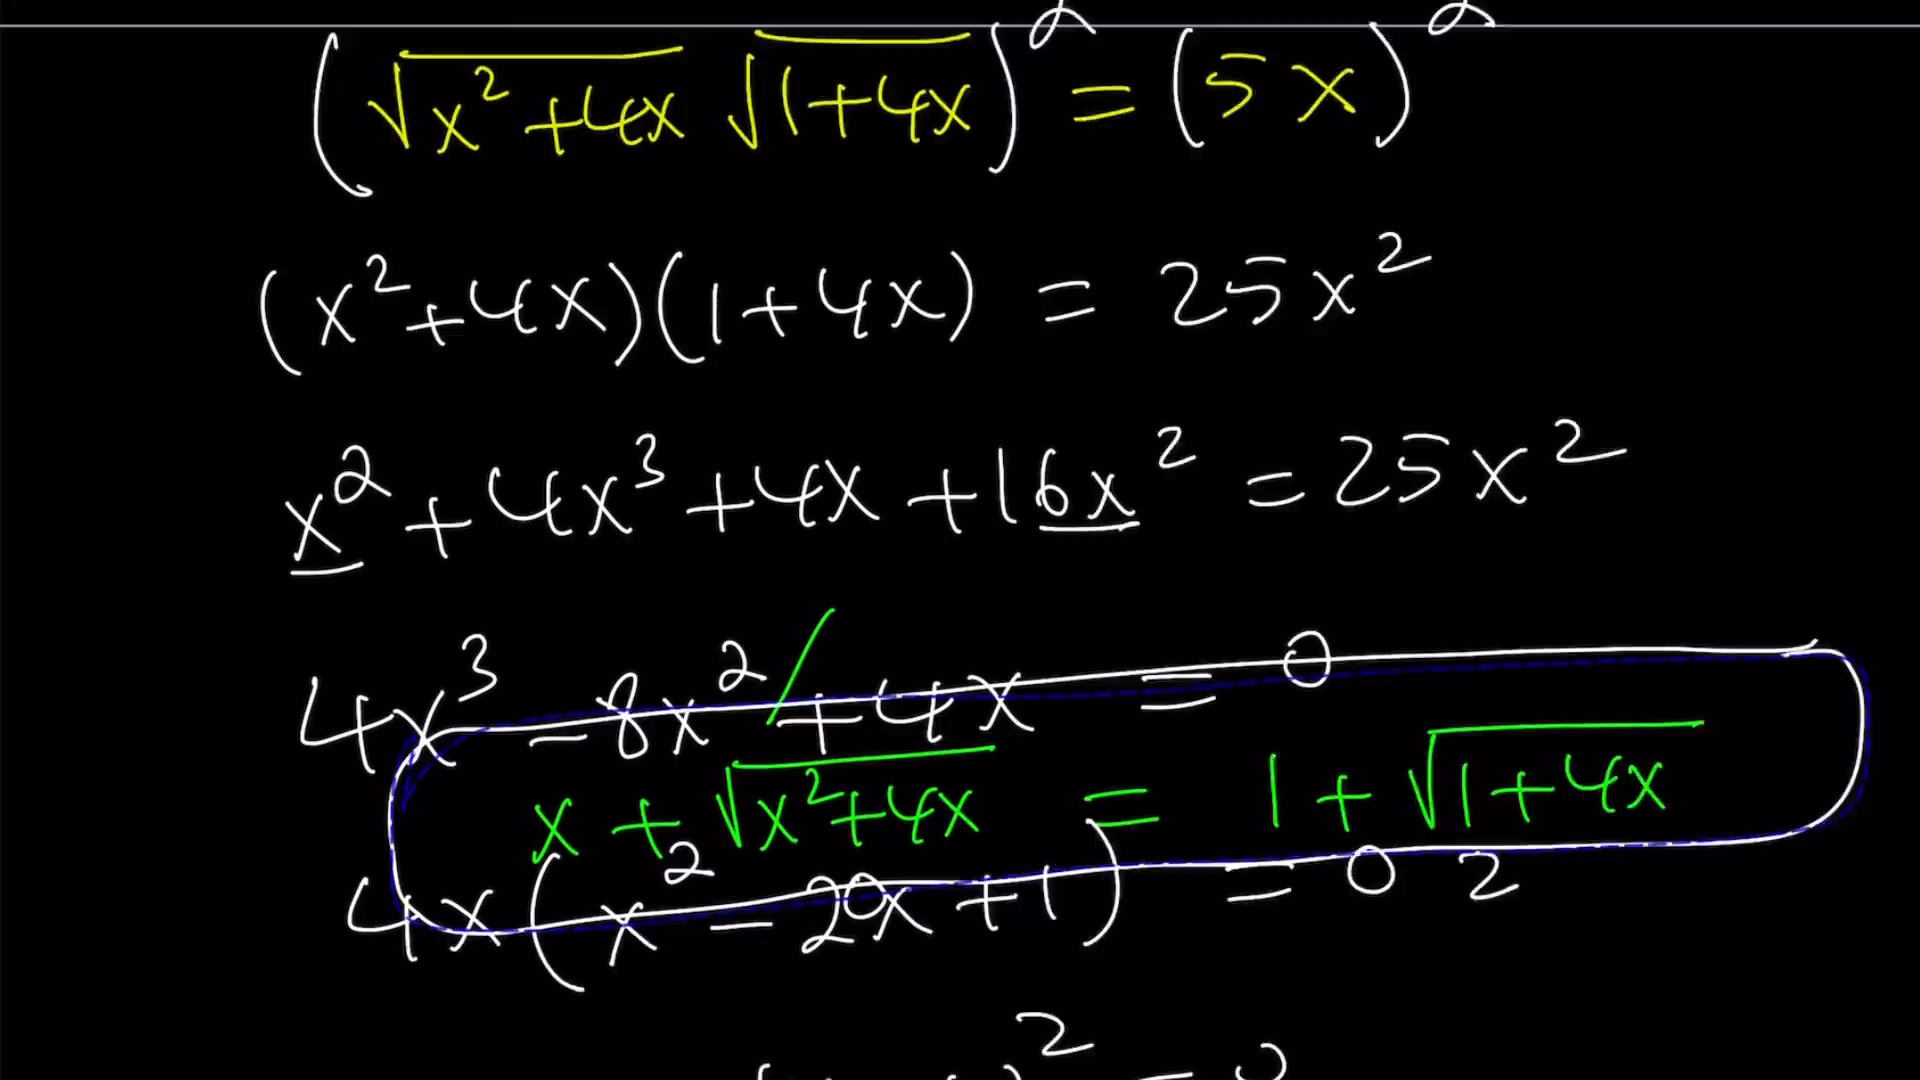 (√(x² + 4x) √(1 + 4x))² = (5x)²
(x² + 4x)(1 + 4x) = 25x²
x² + 4x³ + 4x + 16x² = 25x²
4x³ - 8x² + 4x = 0
x + √(x² + 4x) = 1 + √(1 + 4x)
4x(x² - 2x + 1) = 0 2